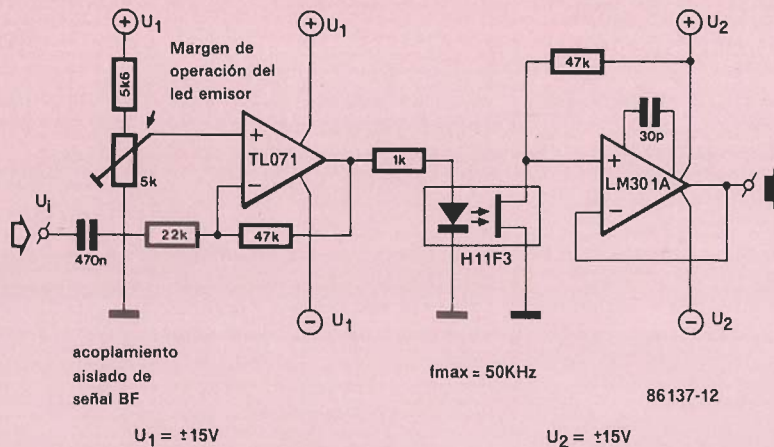 U1
5k6
Margen de
operación del
led emisor
U1
5k
Ui
470n
22k
+
TL071
−
47k
1k
U1
H11F3
47k
U2
30p
+
LM301A
−
U2
acoplamiento
aislado de
señal BF
fmax = 50KHz
86137-12
U1 = ±15V
U2 = ±15V